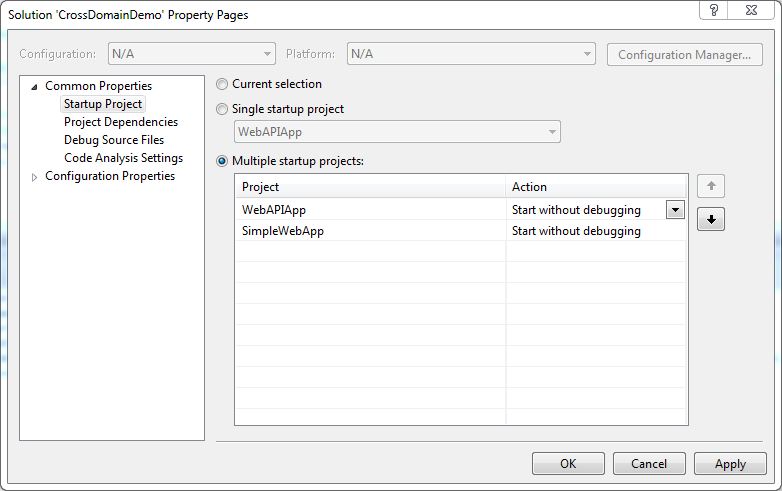 Solution 'CrossDomainDemo' Property Pages
?
Configuration: N/A Platform: N/A Configuration Manager...
Common Properties
Startup Project
Project Dependencies
Debug Source Files
Code Analysis Settings
Configuration Properties
Current selection
Single startup project
WebAPIApp
Multiple startup projects:
Project Action
WebAPIApp Start without debugging
SimpleWebApp Start without debugging
OK Cancel Apply